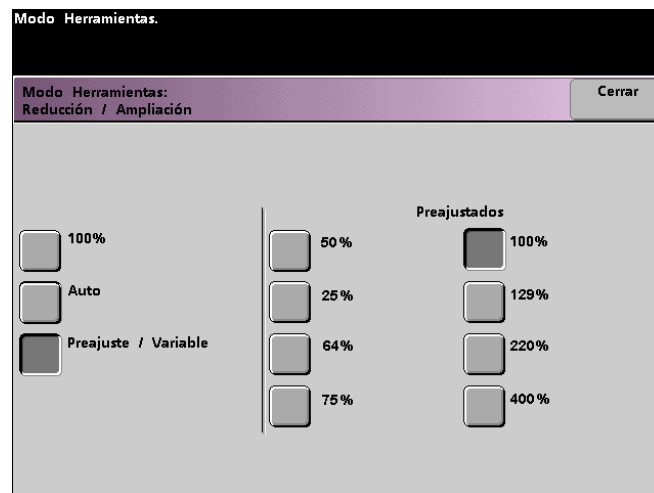 Modo Herramientas.
Modo Herramientas:
Reducción / Ampliación
Cerrar
100%
Auto
Preajuste / Variable
Preajustados
50%
25%
64%
75%
100%
129%
220%
400%